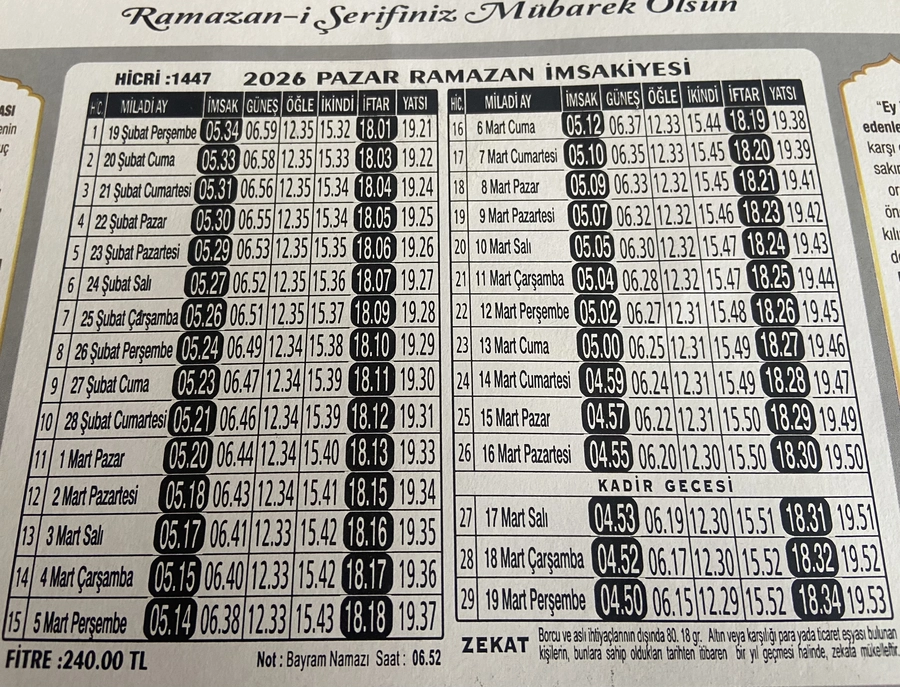 Ramazan-i Şerifiniz Mübarek Olsun
HİCRİ :1447 2026 PAZAR RAMAZAN İMSAKİYESİ
HİC. MİLADİ AY İMSAK GÜNEŞ ÖĞLE İKİNDİ İFTAR YATSI
1 19 Şubat Perşembe 05.34 06.59 12.35 15.32 18.01 19.21
2 20 Şubat Cuma 05.33 06.58 12.35 15.33 18.03 19.22
3 21 Şubat Cumartesi 05.31 06.56 12.35 15.34 18.04 19.24
4 22 Şubat Pazar 05.30 06.55 12.35 15.34 18.05 19.25
5 23 Şubat Pazartesi 05.29 06.53 12.35 15.35 18.06 19.26
6 24 Şubat Salı 05.27 06.52 12.35 15.36 18.07 19.27
7 25 Şubat Çarşamba 05.26 06.51 12.35 15.37 18.09 19.28
8 26 Şubat Perşembe 05.24 06.49 12.34 15.38 18.10 19.29
9 27 Şubat Cuma 05.23 06.47 12.34 15.39 18.11 19.30
10 28 Şubat Cumartesi 05.21 06.46 12.34 15.39 18.12 19.31
11 1 Mart Pazar 05.20 06.44 12.34 15.40 18.13 19.33
12 2 Mart Pazartesi 05.18 06.43 12.34 15.41 18.15 19.34
13 3 Mart Salı 05.17 06.41 12.33 15.42 18.16 19.35
14 4 Mart Çarşamba 05.15 06.40 12.33 15.42 18.17 19.36
15 5 Mart Perşembe 05.14 06.38 12.33 15.43 18.18 19.37
FİTRE :240.00 TL Not : Bayram Namazı Saat : 06.52
HİC. MİLADİ AY İMSAK GÜNEŞ ÖĞLE İKİNDİ İFTAR YATSI
16 6 Mart Cuma 05.12 06.37 12.33 15.44 18.19 19.38
17 7 Mart Cumartesi 05.10 06.35 12.33 15.45 18.20 19.39
18 8 Mart Pazar 05.09 06.33 12.32 15.45 18.21 19.41
19 9 Mart Pazartesi 05.07 06.32 12.32 15.46 18.23 19.42
20 10 Mart Salı 05.05 06.30 12.32 15.47 18.24 19.43
21 11 Mart Çarşamba 05.04 06.28 12.32 15.47 18.25 19.44
22 12 Mart Perşembe 05.02 06.27 12.31 15.48 18.26 19.45
23 13 Mart Cuma 05.00 06.25 12.31 15.49 18.27 19.46
24 14 Mart Cumartesi 04.59 06.24 12.31 15.49 18.28 19.47
25 15 Mart Pazar 04.57 06.22 12.31 15.50 18.29 19.49
26 16 Mart Pazartesi 04.55 06.20 12.30 15.50 18.30 19.50
KADİR GECESİ
27 17 Mart Salı 04.53 06.19 12.30 15.51 18.31 19.51
28 18 Mart Çarşamba 04.52 06.17 12.30 15.52 18.32 19.52
29 19 Mart Perşembe 04.50 06.15 12.29 15.52 18.34 19.53
ZEKAT Borcu ve aslı ihtiyaçlarının dışında 80. 18 gr. Altın veya karşılığı para yada ticaret eşyası bulunan
kişilerin, bunlara sahip oldukları tarihten itibaren bir yıl geçmesi halinde, zekata mükelleftir.
"Ey
edenle
karşı
sakın